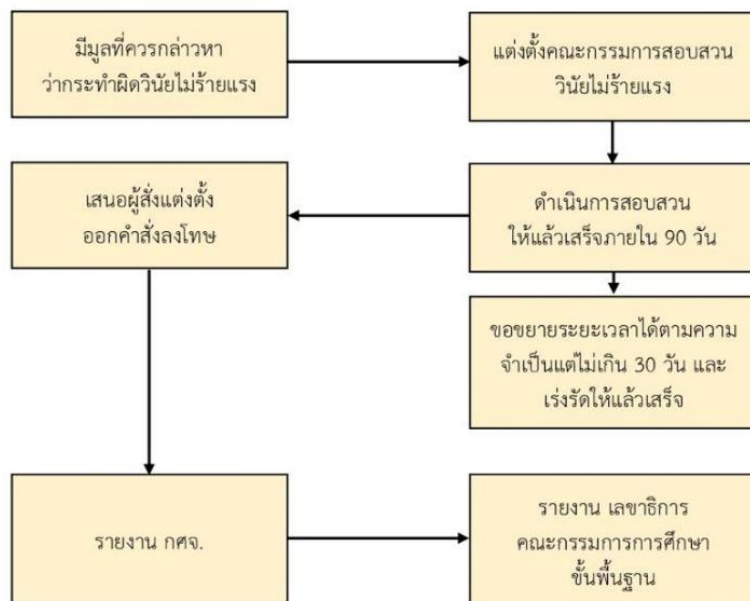 มีมูลที่ควรกล่าวหา
ว่ากระทำผิดวินัยไม่ร้ายแรง
แต่งตั้งคณะกรรมการสอบสวน
วินัยไม่ร้ายแรง
ดำเนินการสอบสวน
ให้แล้วเสร็จภายใน 90 วัน
เสนอผู้สั่งแต่งตั้ง
ออกคำสั่งลงโทษ
ขอขยายระยะเวลาได้ตามความ
จำเป็นแต่ไม่เกิน 30 วัน และ
เร่งรัดให้แล้วเสร็จ
รายงาน กศจ.
รายงาน เลขาธิการ
คณะกรรมการการศึกษา
ขั้นพื้นฐาน